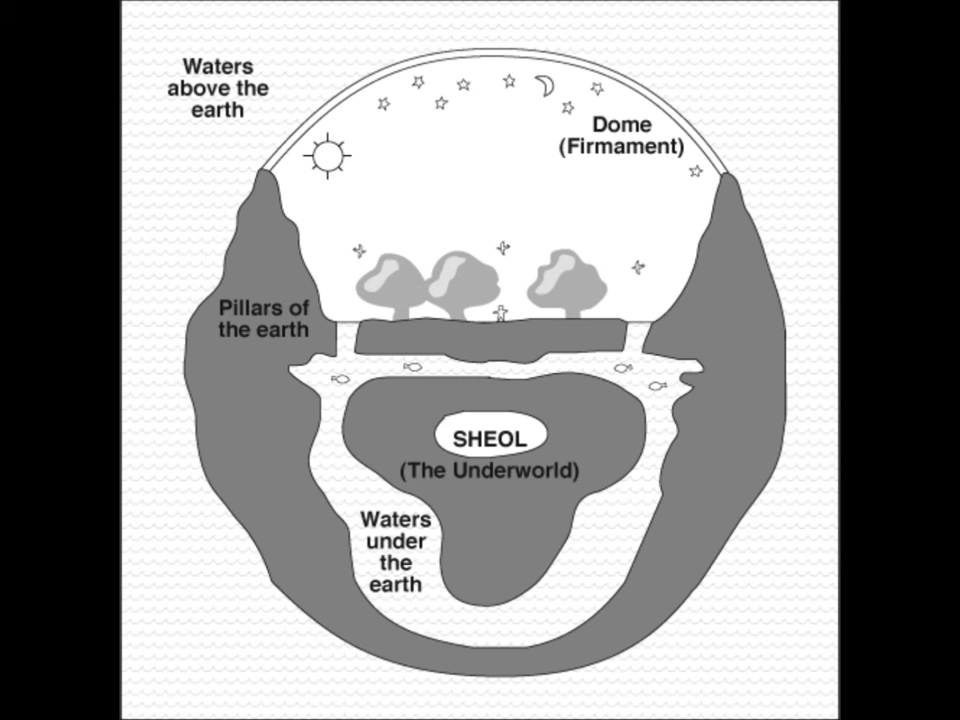 Waters
above the
earth
Dome
(Firmament)
Pillars of
the earth
SHEOL
(The Underworld)
Waters
under
the
earth